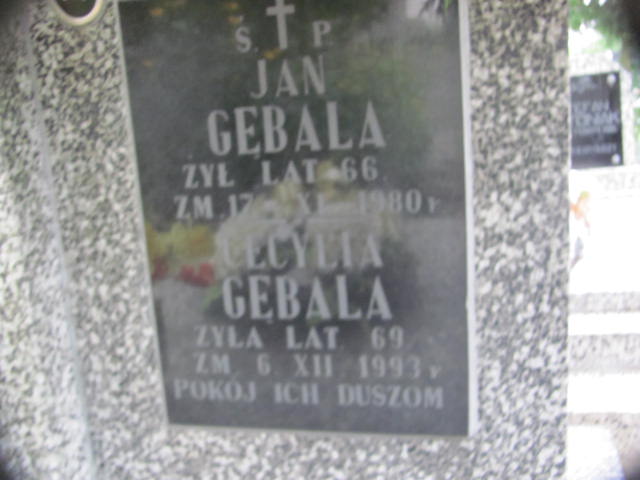 Ś. P
JAN
GĘBALA
ŻYŁ LAT 66
ZM. 17 XI 1980 r
CECYLIA
GĘBALA
ŻYŁA LAT 69
ZM 6 XII 1993 r
POKÓJ ICH DUSZOM